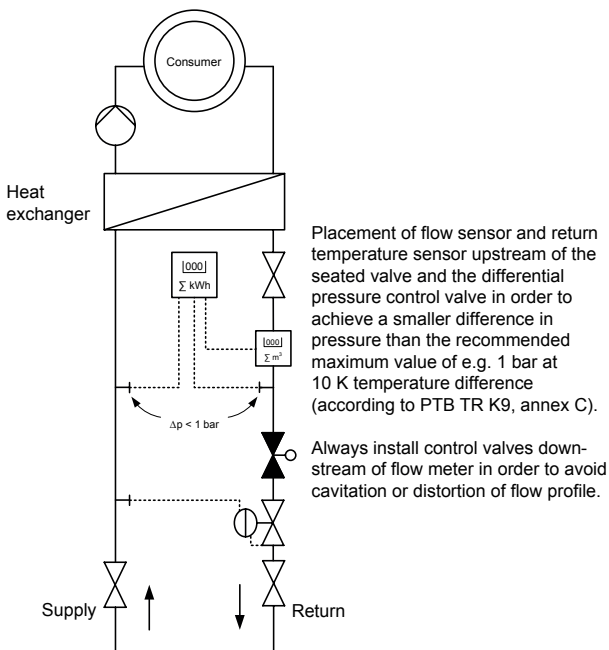 Consumer
Heat
exchanger
000
∑ kWh
000
∑ m³
Δp < 1 bar
Placement of flow sensor and return
temperature sensor upstream of the
seated valve and the differential
pressure control valve in order to
achieve a smaller difference in
pressure than the recommended
maximum value of e.g. 1 bar at
10 K temperature difference
(according to PTB TR K9, annex C).
Always install control valves down-
stream of flow meter in order to avoid
cavitation or distortion of flow profile.
Supply
Return